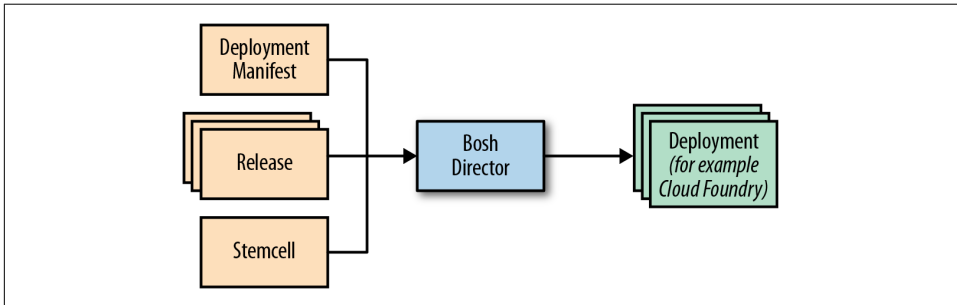 Deployment
Manifest
Release
Stemcell
Bosh
Director
Deployment
(for example
Cloud Foundry)